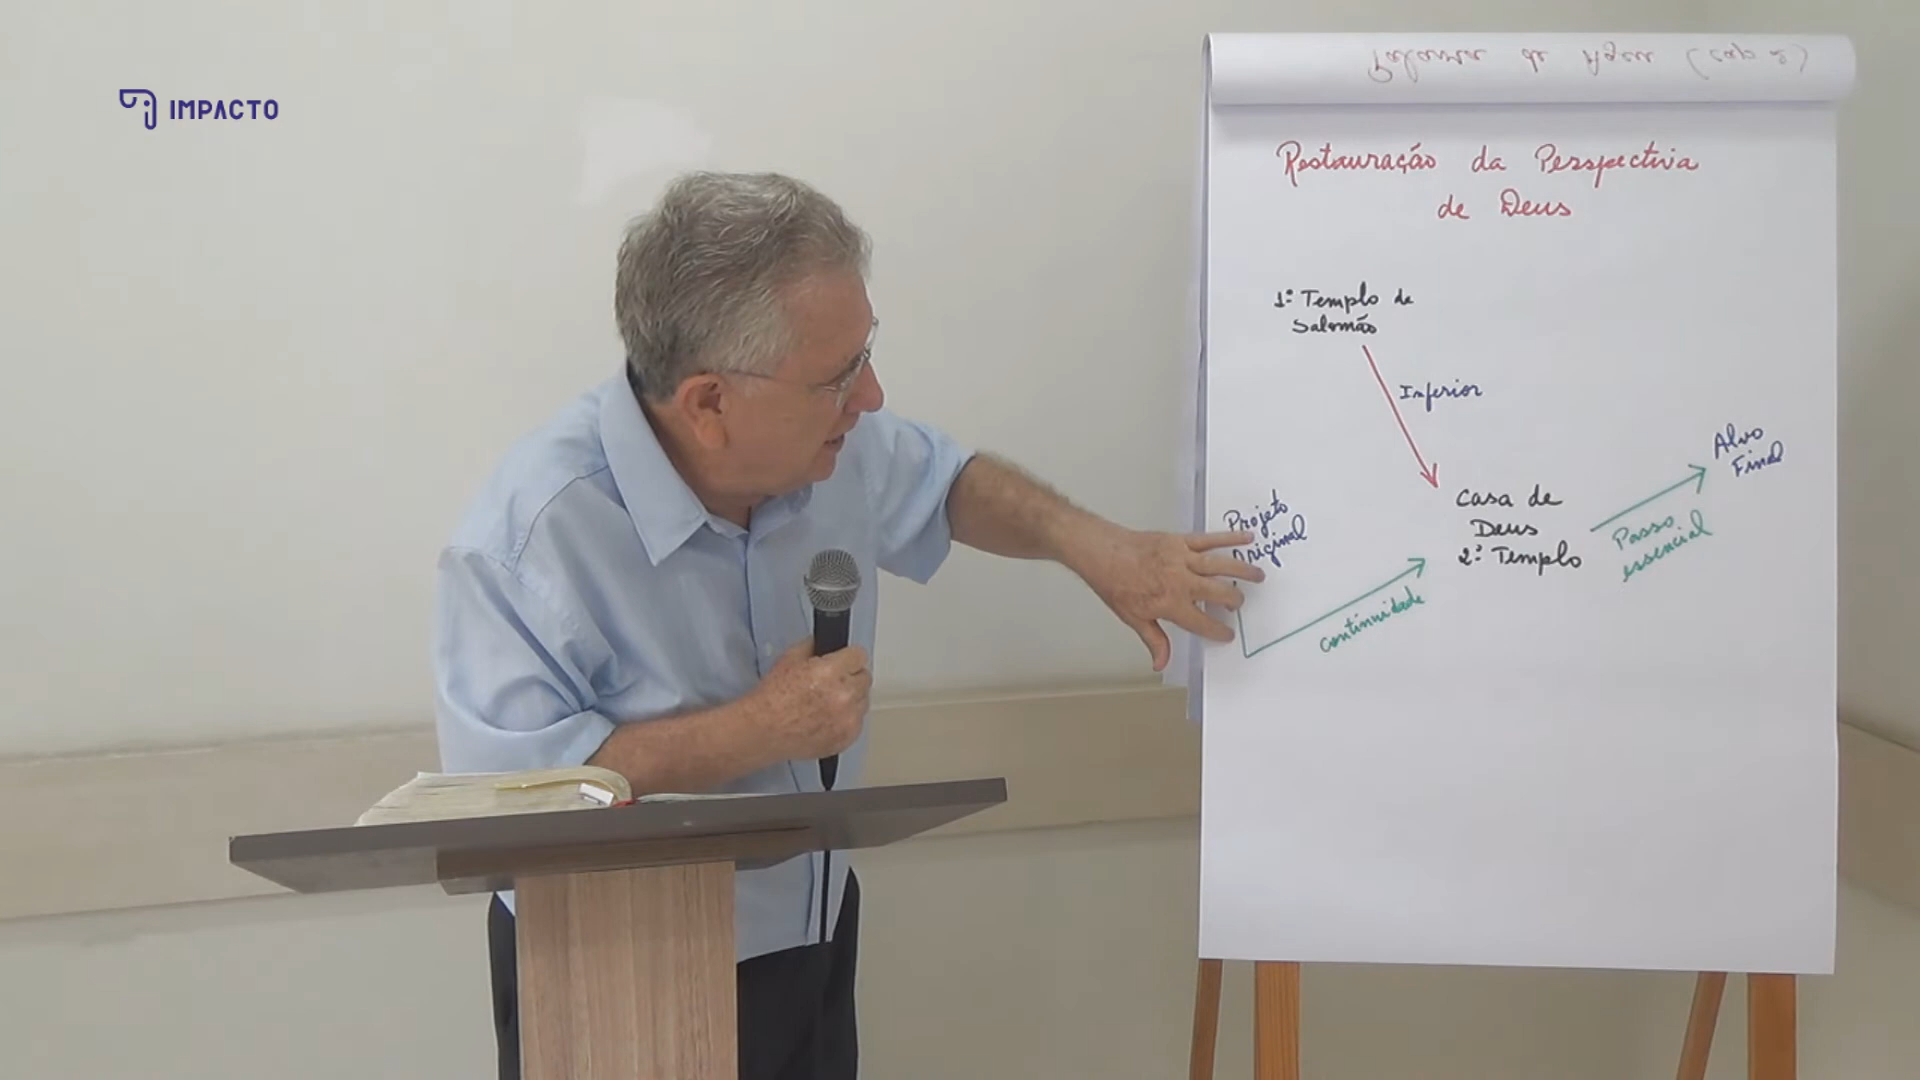 IMPACTO
Restauração da Perspectiva
de Deus
1º Templo de
Salomão
Inferior
Alvo
Final
Projeto
Original
Casa de
Deus
2º Templo
Passo
essencial
continuidade